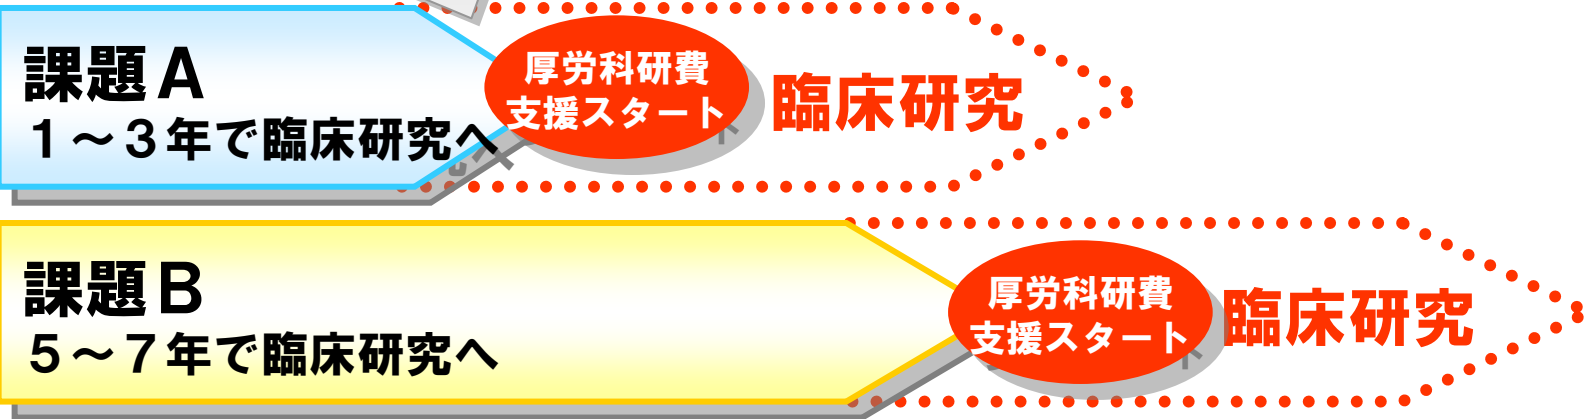 課題A
1～3年で臨床研究へ
厚労科研費
支援スタート
臨床研究
課題B
5～7年で臨床研究へ
厚労科研費
支援スタート
臨床研究